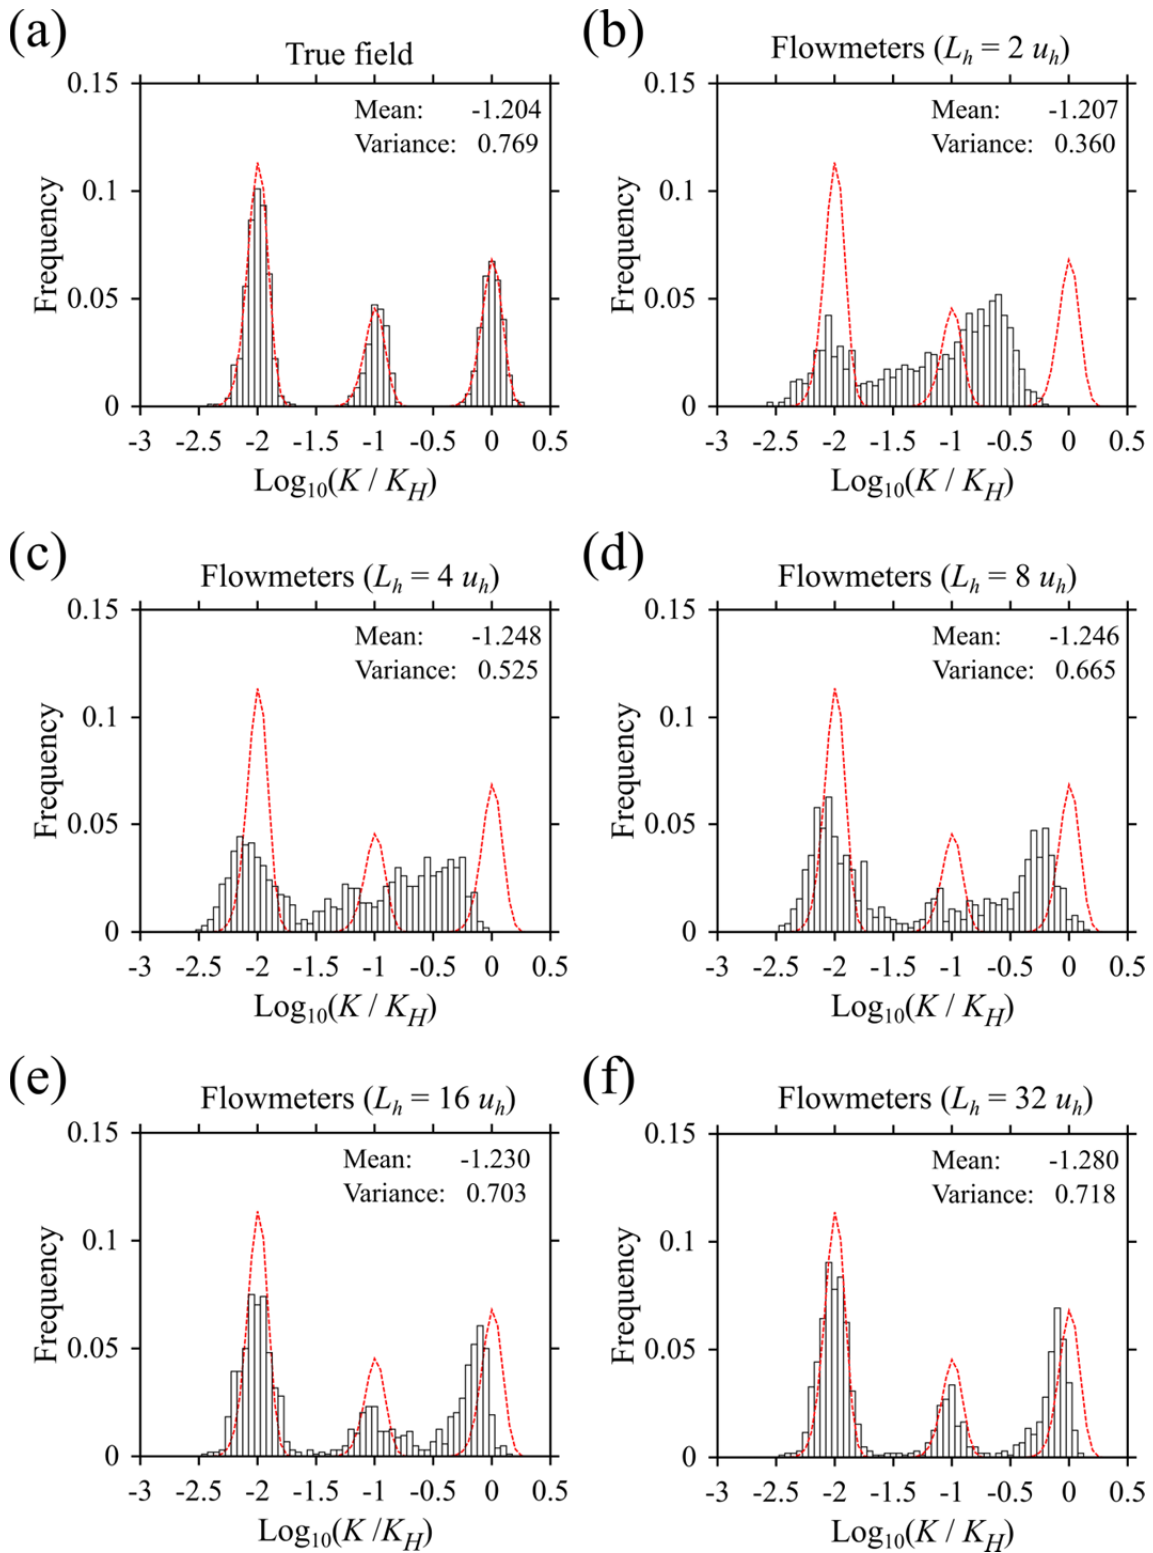 (a)
True field
Mean: -1.204
Variance: 0.769
0.15
0.1
0.05
0
Frequency
-3 -2.5 -2 -1.5 -1 -0.5 0 0.5
Log10(K / KH)
(b)
Flowmeters (Lh = 2 uh)
Mean: -1.207
Variance: 0.360
0.15
0.1
0.05
0
Frequency
-3 -2.5 -2 -1.5 -1 -0.5 0 0.5
Log10(K / KH)
(c)
Flowmeters (Lh = 4 uh)
Mean: -1.248
Variance: 0.525
0.15
0.1
0.05
0
Frequency
-3 -2.5 -2 -1.5 -1 -0.5 0 0.5
Log10(K / KH)
(d)
Flowmeters (Lh = 8 uh)
Mean: -1.246
Variance: 0.665
0.15
0.1
0.05
0
Frequency
-3 -2.5 -2 -1.5 -1 -0.5 0 0.5
Log10(K / KH)
(e)
Flowmeters (Lh = 16 uh)
Mean: -1.230
Variance: 0.703
0.15
0.1
0.05
0
Frequency
-3 -2.5 -2 -1.5 -1 -0.5 0 0.5
Log10(K /KH)
(f)
Flowmeters (Lh = 32 uh)
Mean: -1.280
Variance: 0.718
0.15
0.1
0.05
0
Frequency
-3 -2.5 -2 -1.5 -1 -0.5 0 0.5
Log10(K / KH)